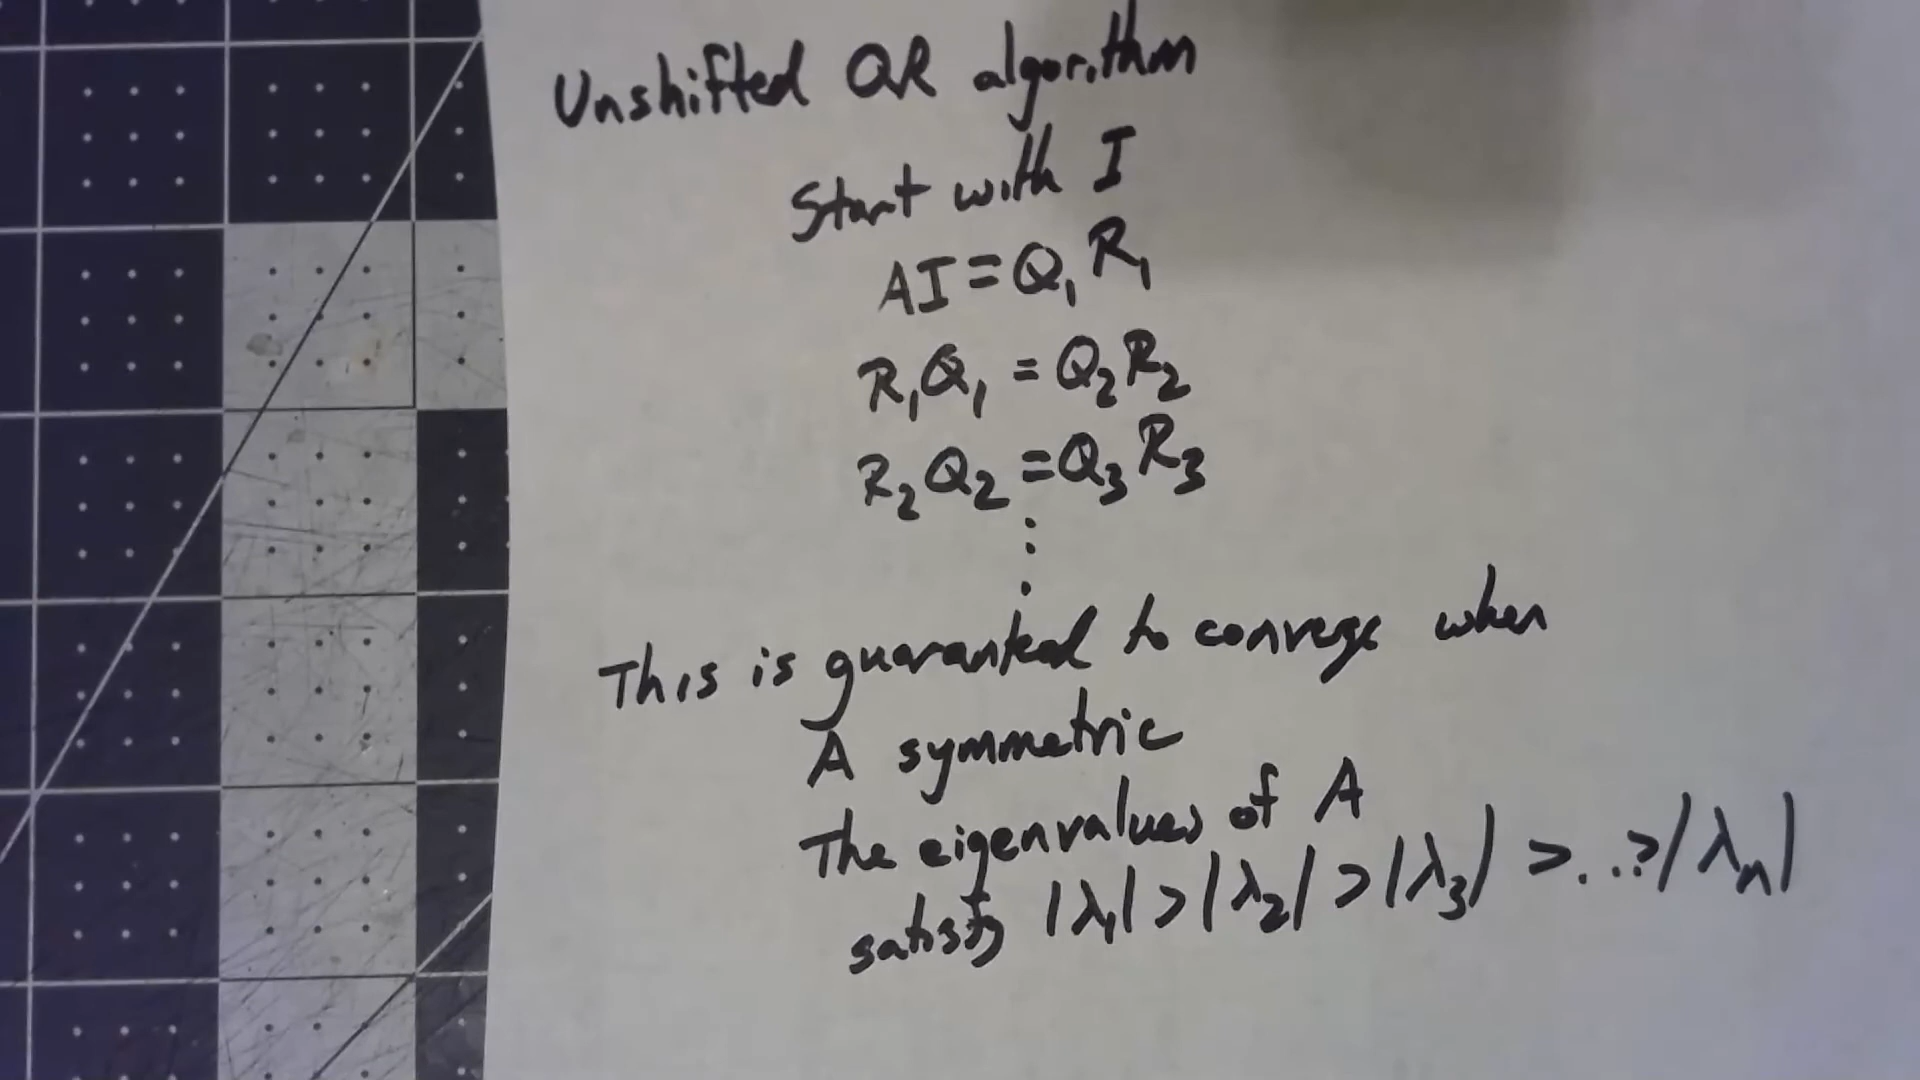 Unshifted QR algorithm
Start with I
AI = Q₁R₁
R₁Q₁ = Q₂R₂
R₂Q₂ = Q₃R₃
⋮
This is guaranteed to converge when
A symmetric
The eigenvalues of A
satisfy |λ₁| > |λ₂| > |λ₃| > ... > |λₙ|